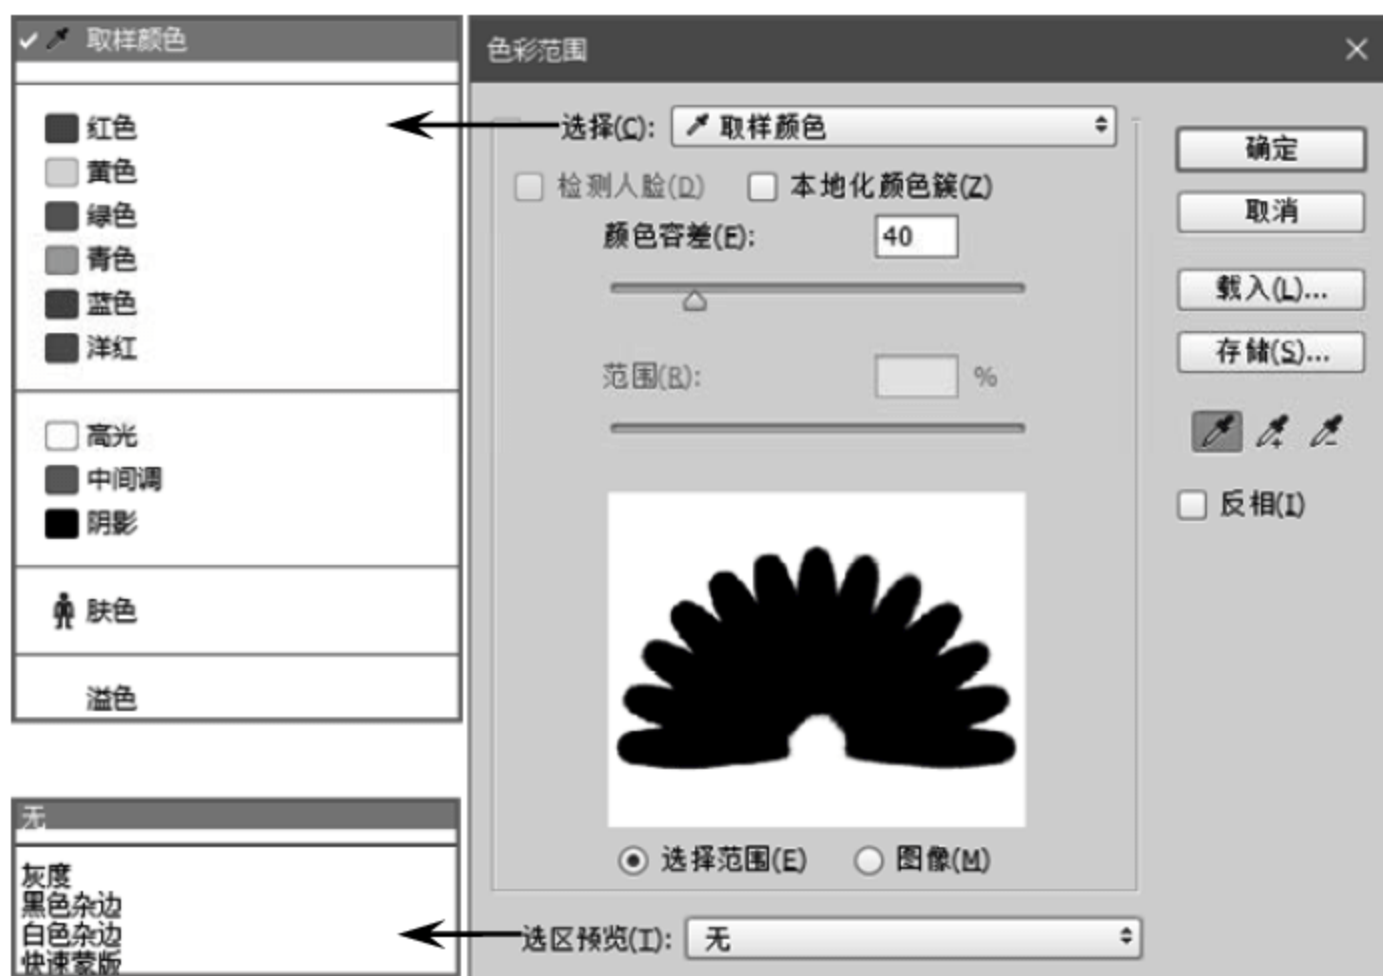 取样颜色
红色
黄色
绿色
青色
蓝色
洋红
高光
中间调
阴影
肤色
溢色
无
灰度
黑色杂边
白色杂边
快速蒙版
色彩范围
选择(C): 取样颜色
检测人脸(D) 本地化颜色簇(Z)
颜色容差(F): 40
范围(R): %
选择范围(E) 图像(M)
选区预览(T): 无
确定
取消
载入(L)...
存储(S)...
反相(I)